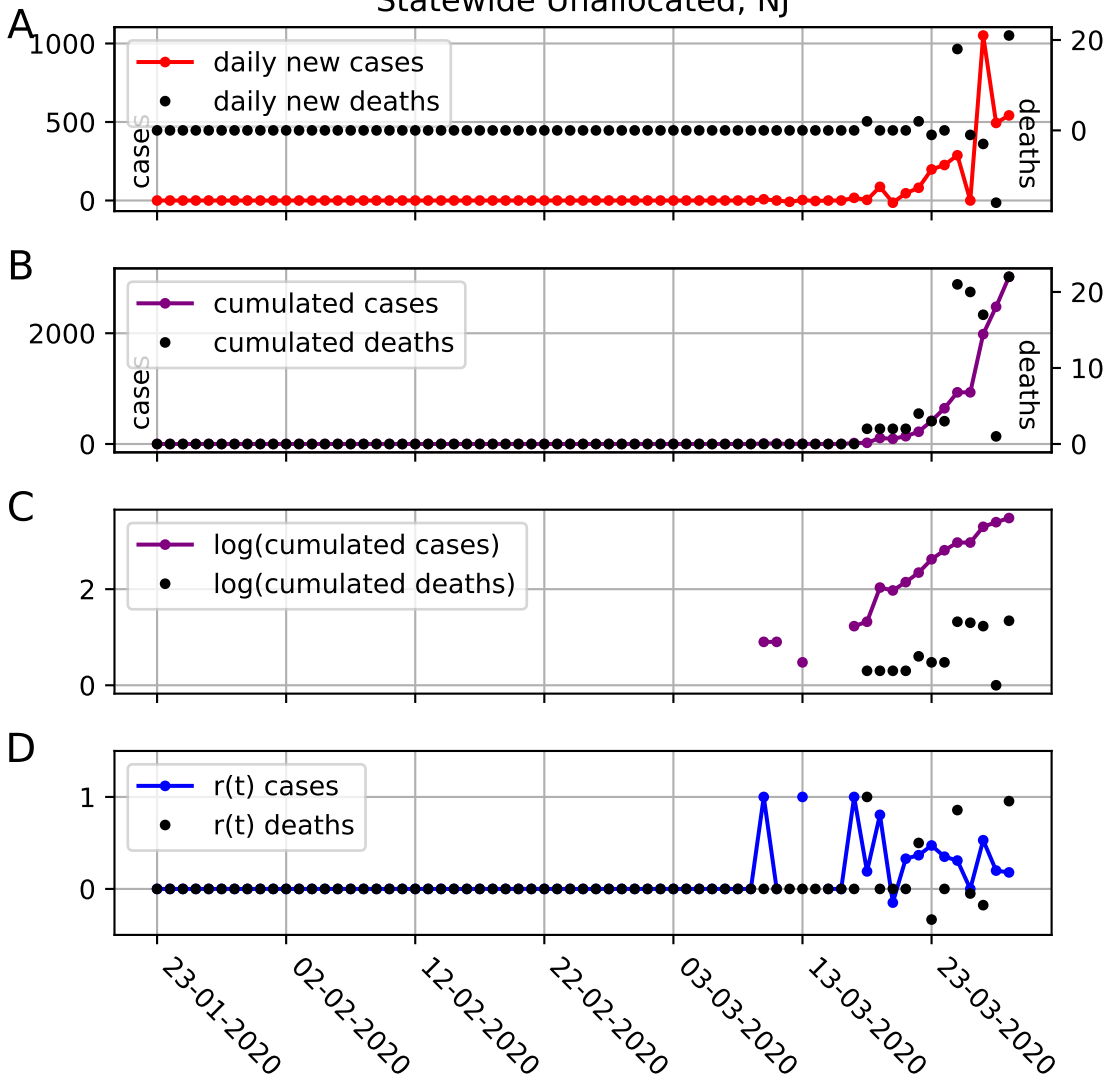 Statewide Unallocated, NJ
A
1000
500
0
cases
daily new cases
daily new deaths
20
0
deaths
B
2000
0
cases
cumulated cases
cumulated deaths
20
10
0
deaths
C
2
0
log(cumulated cases)
log(cumulated deaths)
D
1
0
r(t) cases
r(t) deaths
23-01-2020
02-02-2020
12-02-2020
22-02-2020
03-03-2020
13-03-2020
23-03-2020